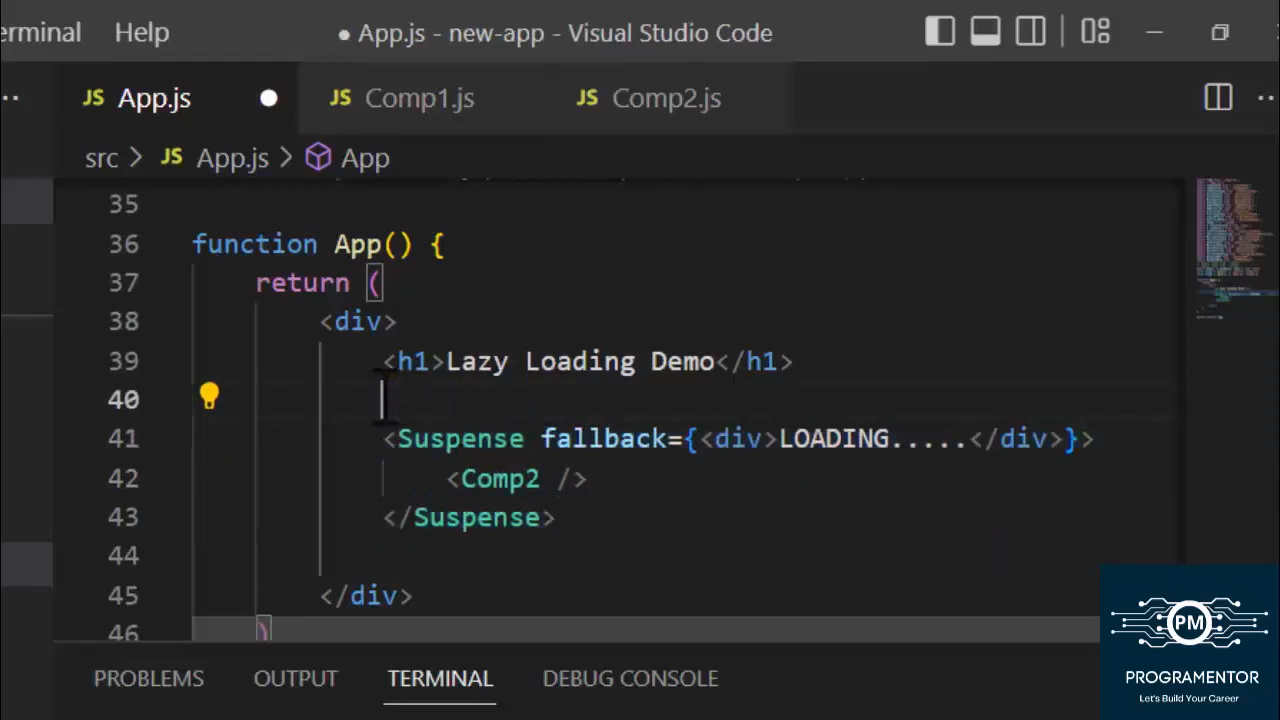 erminal Help ● App.js - new-app - Visual Studio Code
JS App.js ● JS Comp1.js JS Comp2.js
src > JS App.js > App
35
36 function App() {
37 return (
38 <div>
39 <h1>Lazy Loading Demo</h1>
40
41 <Suspense fallback={<div>LOADING.....</div>}>
42 <Comp2 />
43 </Suspense>
44
45 </div>
46 )
PROBLEMS OUTPUT TERMINAL DEBUG CONSOLE
PM
PROGRAMENTOR
Let's Build Your Career